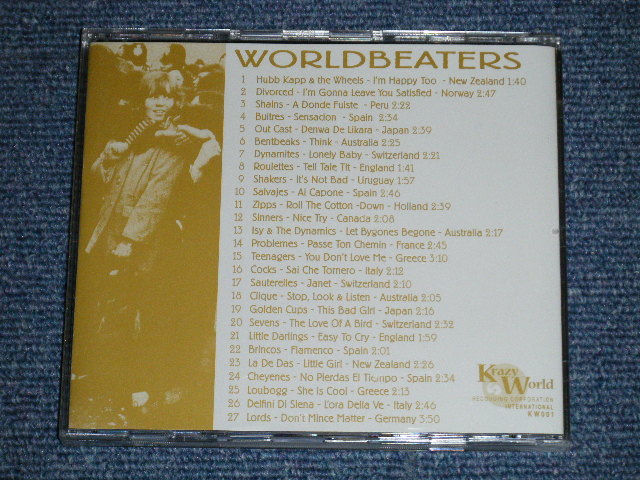 WORLDBEATERS
1 Hubb Kapp & the Wheels - I'm Happy Too - New Zealand 1:40
2 Divorced - I'm Gonna Leave You Satisfied - Norway 2:47
3 Shains - A Donde Fuiste - Peru 2:22
4 Buitres - Sensacion - Spain 2:34
5 Out Cast - Denwa De Likara - Japan 2:39
6 Bentbeaks - Think - Australia 2:25
7 Dynamites - Lonely Baby - Switzerland 2:21
8 Roulettes - Tell Tale Tit - England 1:41
9 Shakers - It's Not Bad - Uruguay 1:57
10 Salvajes - Al Capone - Spain 2:46
11 Zipps - Roll The Cotton -Down - Holland 2:39
12 Sinners - Nice Try - Canada 2:08
13 Isy & The Dynamics - Let Bygones Begone - Australia 2:17
14 Problemes - Passe Ton Chemin - France 2:45
15 Teenagers - You Don't Love Me - Greece 3:10
16 Cocks - Sai Che Tornero - Italy 2:12
17 Sauterelles - Janet - Switzerland 2:10
18 Clique - Stop, Look & Listen - Australia 2:05
19 Golden Cups - This Bad Girl - Japan 2:16
20 Sevens - The Love Of A Bird - Switzerland 2:32
21 Little Darlings - Easy To Cry - England 1:59
22 Brincos - Flamenco - Spain 2:01
23 La De Das - Little Girl - New Zealand 2:26
24 Cheyenes - No Pierdas El Tiempo - Spain 2:34
25 Loubogg - She Is Cool - Greece 2:13
26 Delfini Di Siena - L'ora Della Ve - Italy 2:46
27 Lords - Don't Mince Matter - Germany 3:50
Krazy World
RECORDING CORPORATION
INTERNATIONAL
KW001